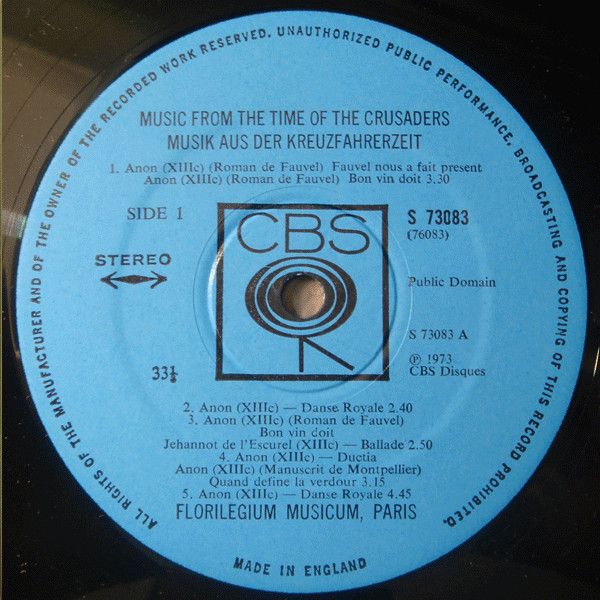 ALL RIGHTS OF THE MANUFACTURER AND OF THE OWNER OF THE RECORDED WORK RESERVED. UNAUTHORIZED PUBLIC PERFORMANCE, BROADCASTING AND COPYING OF THIS RECORD PROHIBITED.
MUSIC FROM THE TIME OF THE CRUSADERS
MUSIK AUS DER KREUZFAHRERZEIT
1. Anon (XIIIc) (Roman de Fauvel) Fauvel nous a fait present
Anon (XIIIc) (Roman de Fauvel) Bon vin doit 3.30
SIDE 1
CBS
S 73083
(76083)
STEREO
Public Domain
S 73083 A
33⅓
℗ 1973
CBS Disques
2. Anon (XIIIc) — Danse Royale 2.40
3. Anon (XIIIc) (Roman de Fauvel)
Bon vin doit
Jehannot de l'Escurel (XIIIc) — Ballade 2.50
4. Anon (XIIIc) — Ductia
Anon (XIIIc) (Manuscrit de Montpellier)
Quand define la verdour 3.15
5. Anon (XIIIc) — Danse Royale 4.45
FLORILEGIUM MUSICUM, PARIS
MADE IN ENGLAND